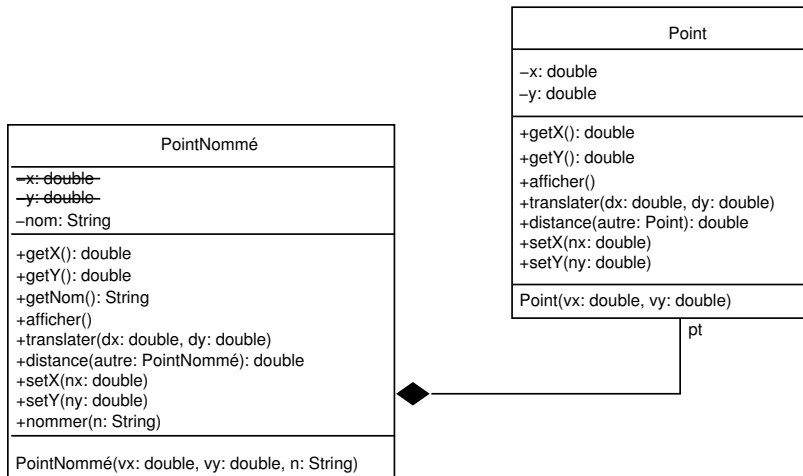 Point
−x: double
−y: double
+getX(): double
+getY(): double
+afficher()
+translater(dx: double, dy: double)
+distance(autre: Point): double
+setX(nx: double)
+setY(ny: double)
Point(vx: double, vy: double)
pt
PointNommé
−x: double
−y: double
−nom: String
+getX(): double
+getY(): double
+getNom(): String
+afficher()
+translater(dx: double, dy: double)
+distance(autre: PointNommé): double
+setX(nx: double)
+setY(ny: double)
+nommer(n: String)
PointNommé(vx: double, vy: double, n: String)